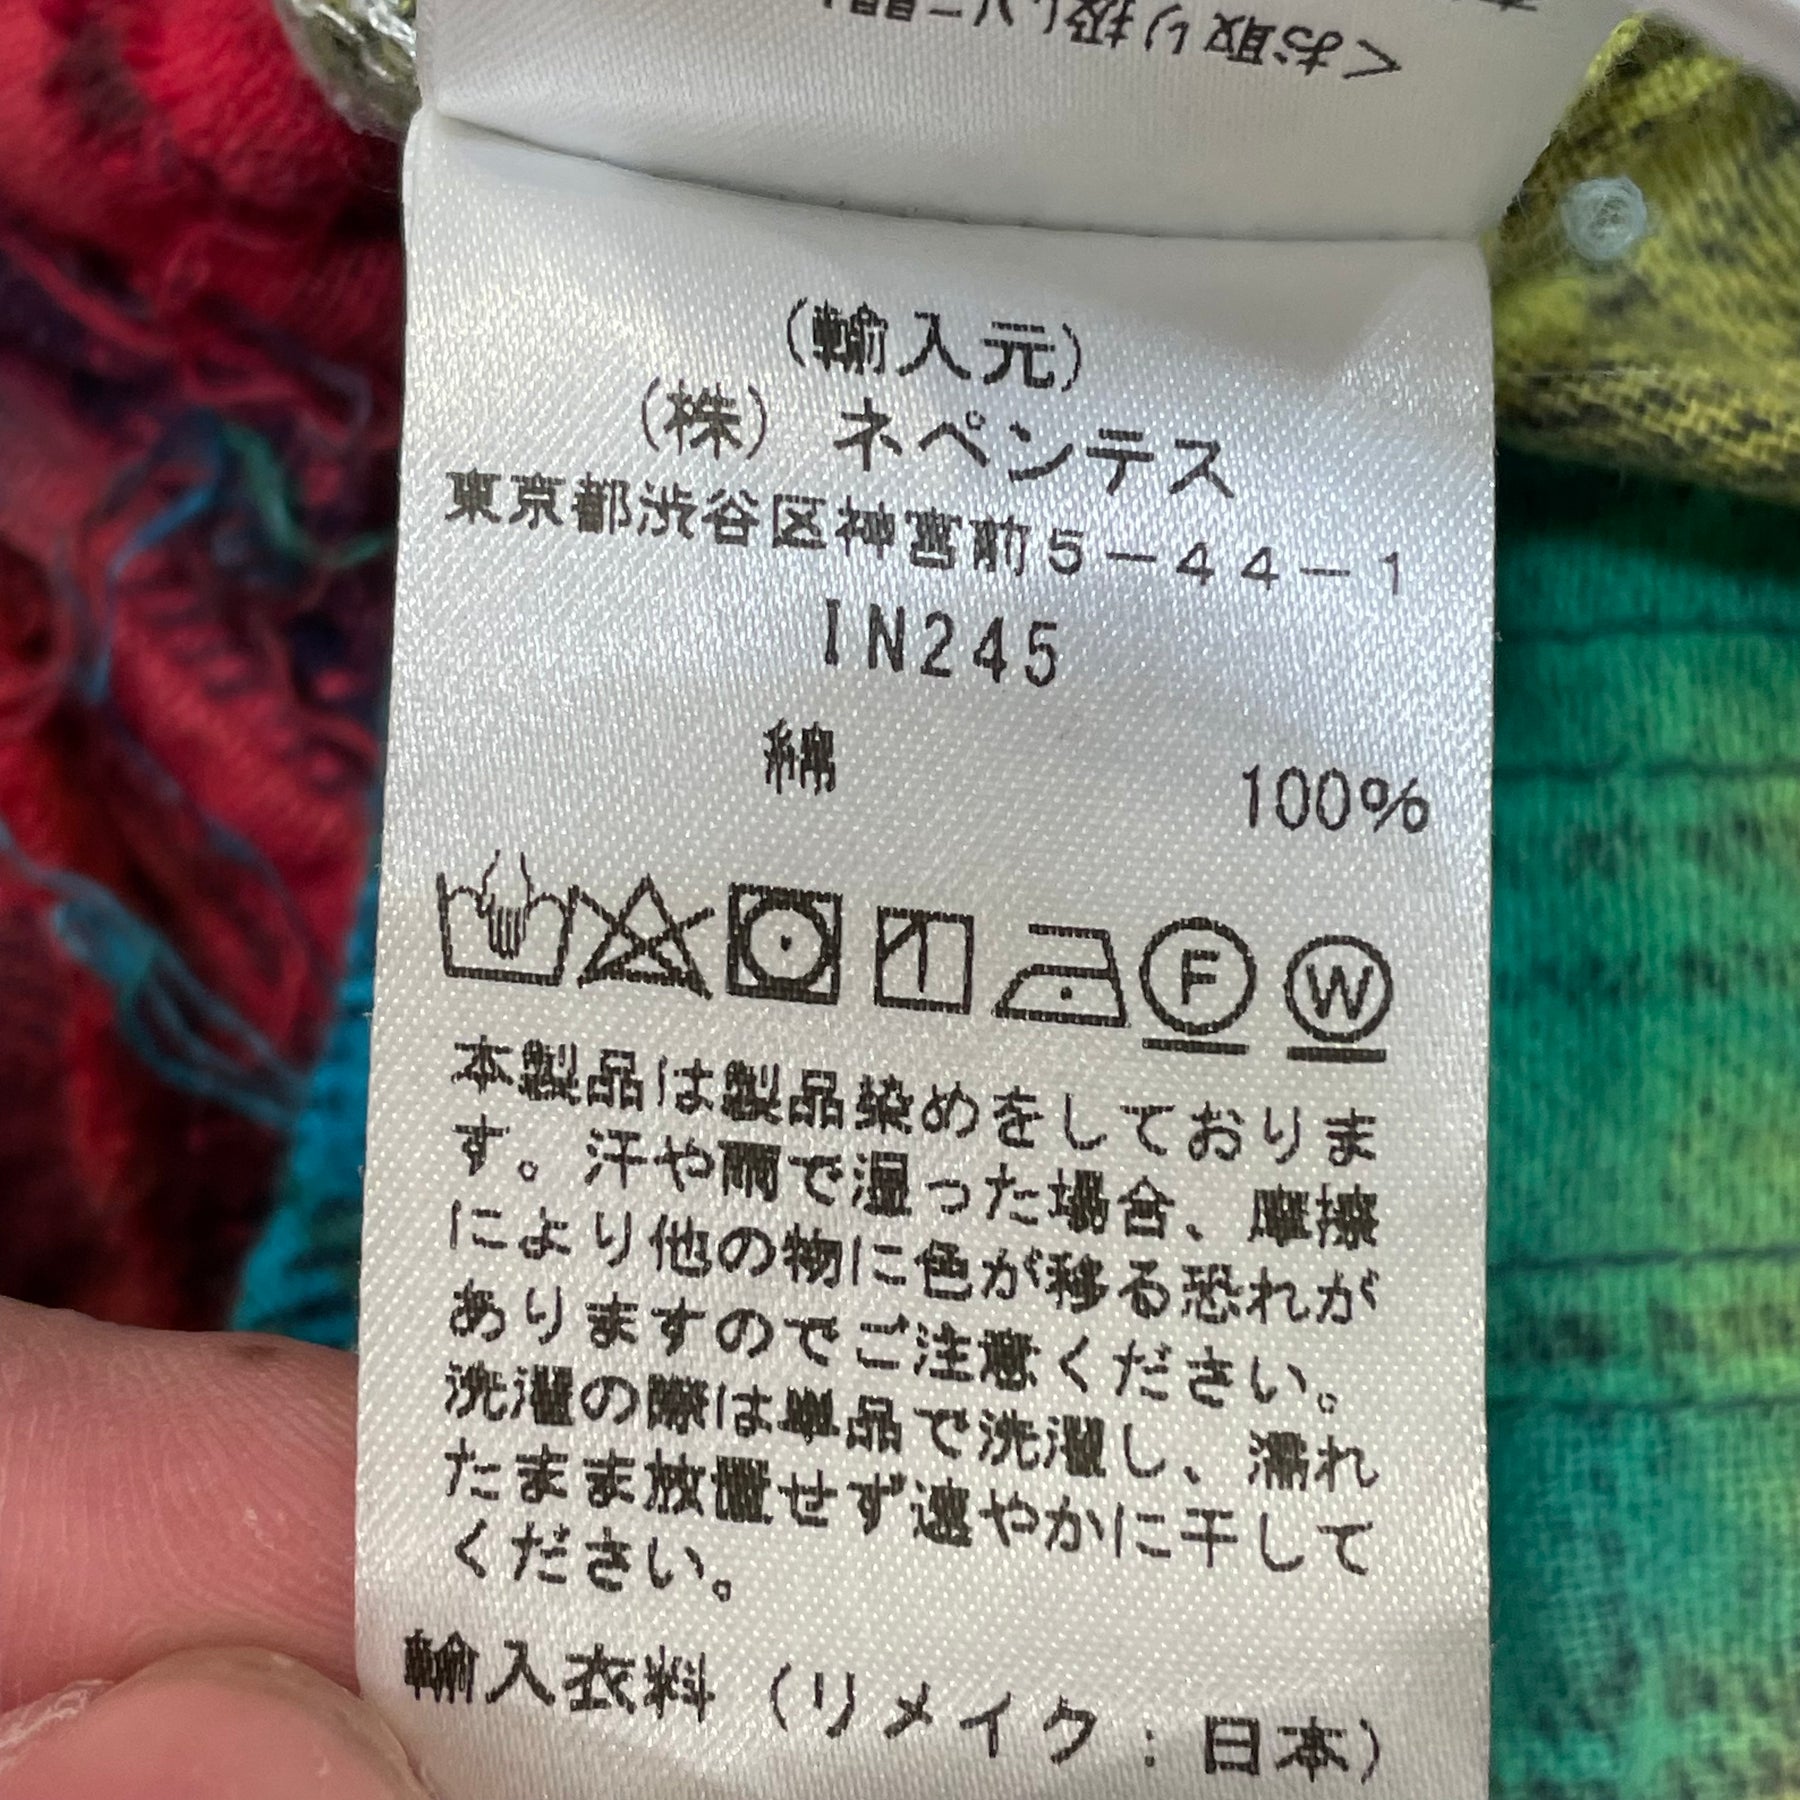 ＜お取り扱い
（輸入元）
（株） ネペンテス
東京都渋谷区神宮前５－４４－１
IN245
綿 100%
F W
本製品は製品染めをしておりま
す。汗や雨で湿った場合、摩擦
により他の物に色が移る恐れが
ありますのでご注意ください。
洗濯の際は単品で洗濯し、濡れ
たまま放置せず速やかに干して
ください。
輸入衣料（リメイク：日本）